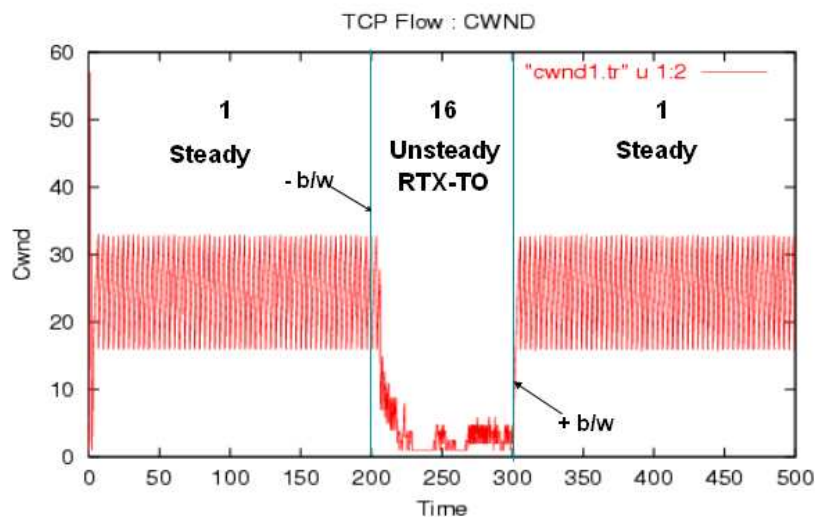 TCP Flow : CWND
60
50
40
30
20
10
0
Cwnd
"cwnd1.tr" u 1:2
1
Steady
16
Unsteady
RTX-TO
1
Steady
- b/w
+ b/w
0 50 100 150 200 250 300 350 400 450 500
Time